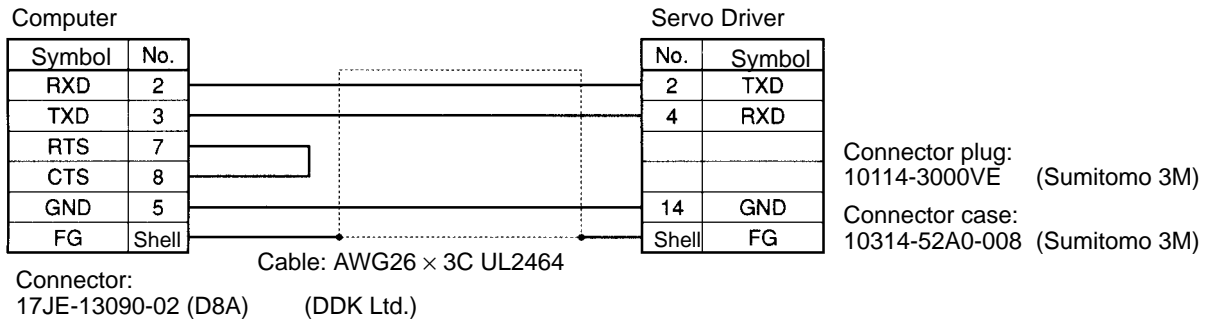 Computer Servo Driver
Symbol No. No. Symbol
RXD 2 2 TXD
TXD 3 4 RXD
RTS 7
CTS 8
GND 5 14 GND
FG Shell Shell FG
Connector plug:
10114-3000VE (Sumitomo 3M)
Connector case:
10314-52A0-008 (Sumitomo 3M)
Cable: AWG26 × 3C UL2464
Connector:
17JE-13090-02 (D8A) (DDK Ltd.)